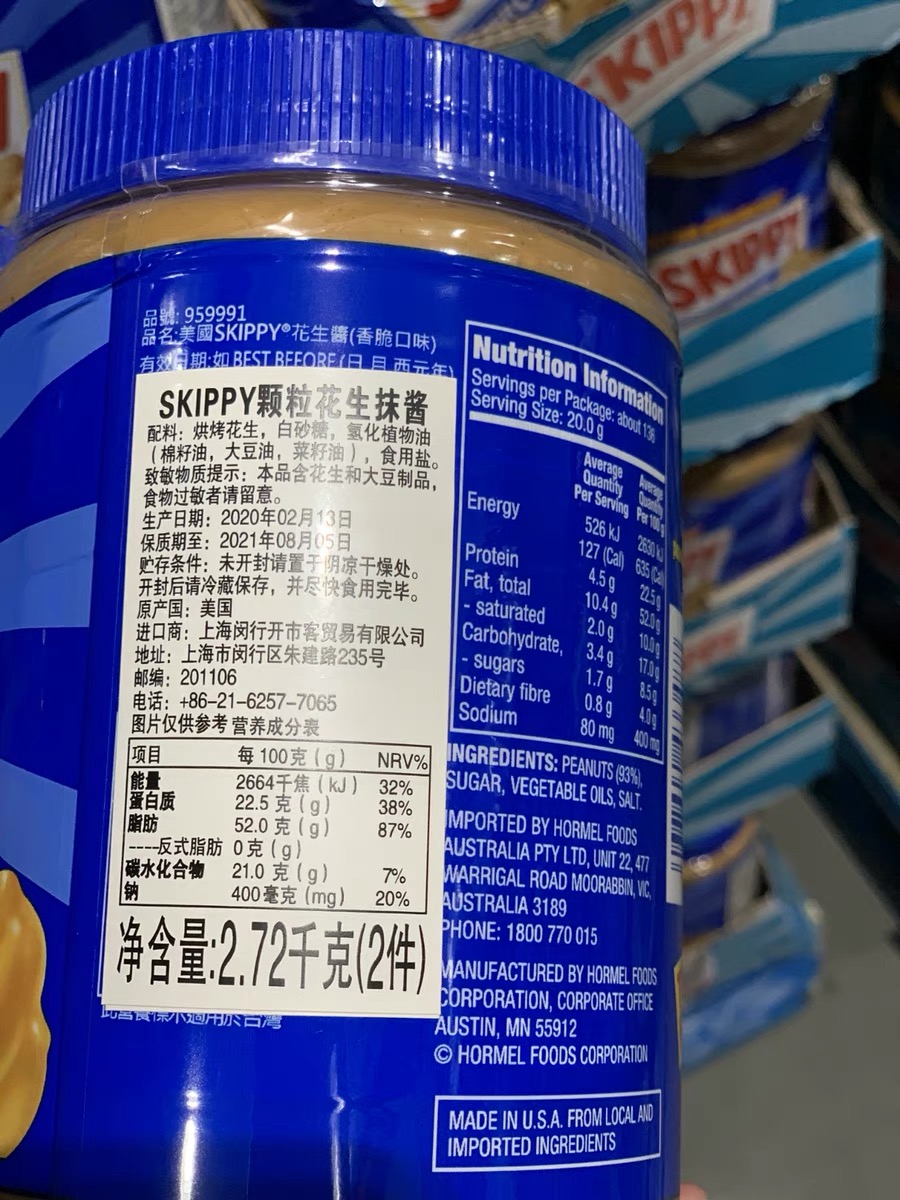 SKIPPY
SKIPPY
品號: 959991
品名:美國SKIPPY®花生醬(香脆口味)
有效日期:如 BEST BEFORE (日 月 西元年)
SKIPPY颗粒花生抹酱
配料：烘烤花生，白砂糖，氢化植物油
（棉籽油，大豆油，菜籽油），食用盐。
致敏物质提示：本品含花生和大豆制品，
食物过敏者请留意。
生产日期：2020年02月13日
保质期至：2021年08月05日
贮存条件：未开封请置于阴凉干燥处。
开封后请冷藏保存，并尽快食用完毕。
原产国：美国
进口商：上海闵行开市客贸易有限公司
地址：上海市闵行区朱建路235号
邮编：201106
电话：+86-21-6257-7065
图片仅供参考 营养成分表
项目 每 100克 (g) NRV%
能量 2664千焦 (kJ) 32%
蛋白质 22.5 克 (g) 38%
脂肪 52.0 克 (g) 87%
----反式脂肪 0 克 (g)
碳水化合物 21.0 克 (g) 7%
钠 400毫克 (mg) 20%
净含量:2.72千克(2件)
此營養標示適用於台灣
Nutrition Information
Servings per Package: about 136
Serving Size: 20.0 g
Average Quantity Per Serving Average Quantity Per 100 g
Energy 526 kJ 2630 kJ
127 (Cal) 635 (Cal)
Protein 4.5 g 22.5 g
Fat, total 10.4 g 52.0 g
- saturated 2.0 g 10.0 g
Carbohydrate, 3.4 g 17.0 g
- sugars 1.7 g 8.5 g
Dietary fibre 0.8 g 4.0 g
Sodium 80 mg 400 mg
INGREDIENTS: PEANUTS (93%),
SUGAR, VEGETABLE OILS, SALT.
IMPORTED BY HORMEL FOODS
AUSTRALIA PTY LTD, UNIT 22, 477
WARRIGAL ROAD MOORABBIN, VIC,
AUSTRALIA 3189
PHONE: 1800 770 015
MANUFACTURED BY HORMEL FOODS
CORPORATION, CORPORATE OFFICE
AUSTIN, MN 55912
© HORMEL FOODS CORPORATION
MADE IN U.S.A. FROM LOCAL AND
IMPORTED INGREDIENTS